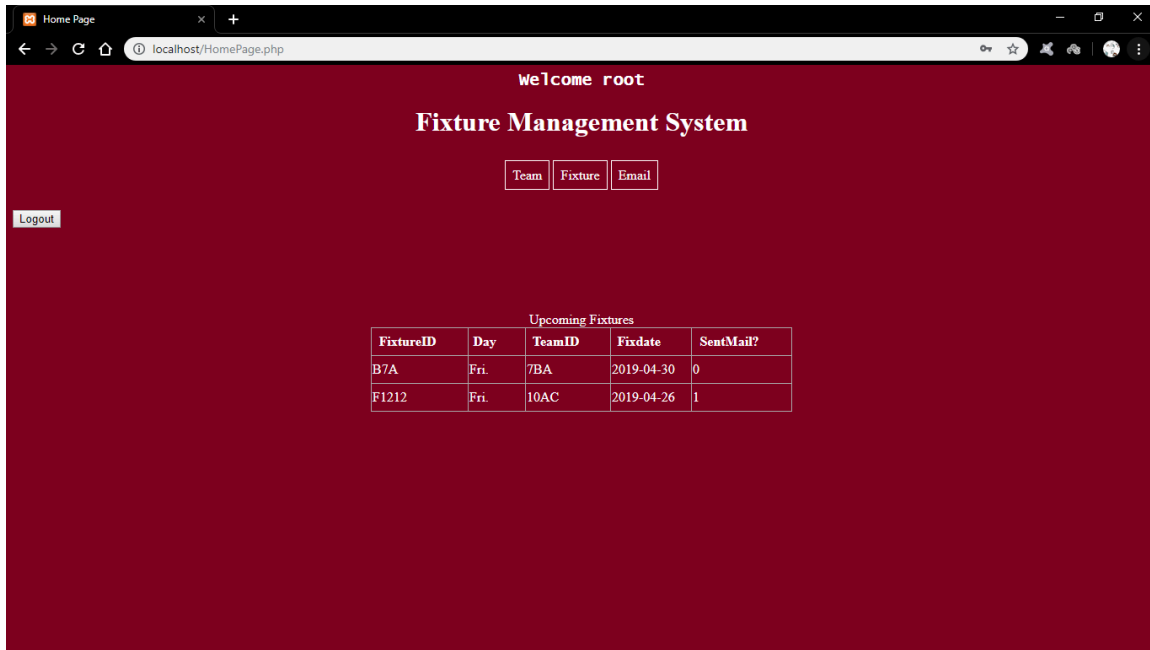 Home Page
localhost/HomePage.php
Welcome root
Fixture Management System
Team Fixture Email
Logout
Upcoming Fixtures
FixtureID Day TeamID Fixdate SentMail?
B7A Fri. 7BA 2019-04-30 0
F1212 Fri. 10AC 2019-04-26 1